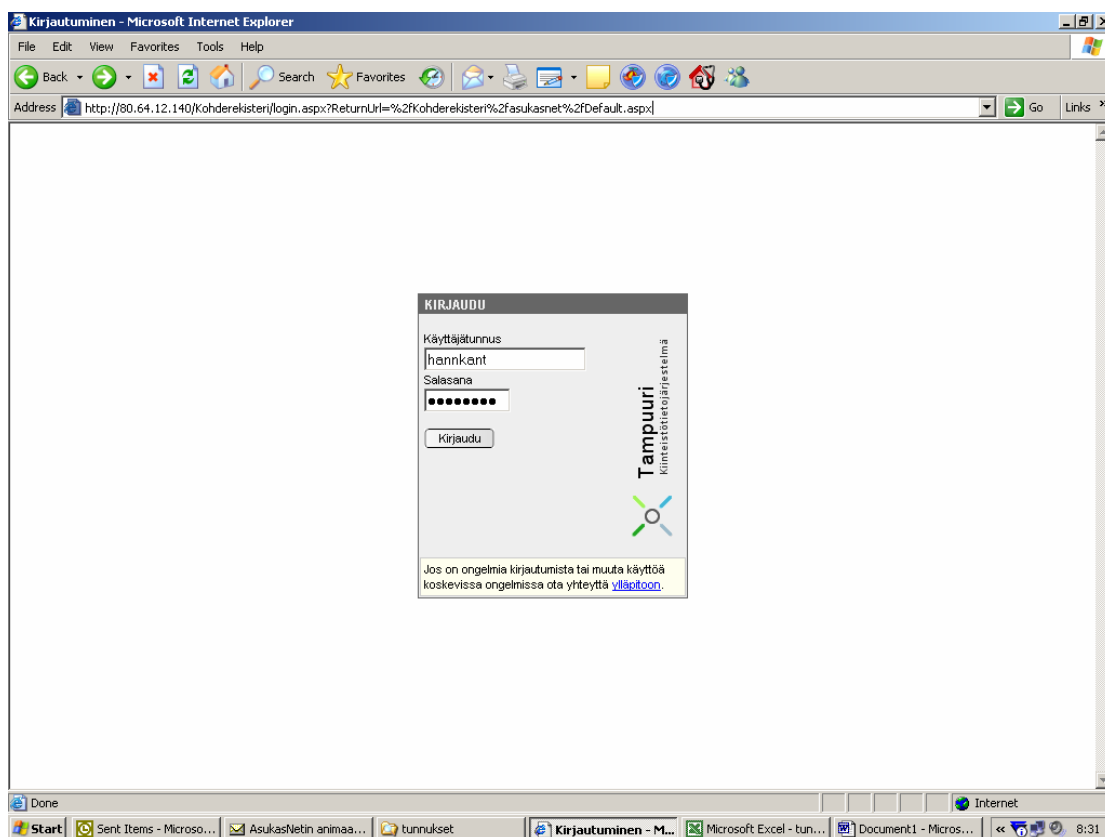 Kirjautuminen - Microsoft Internet Explorer
File Edit View Favorites Tools Help
Back Search Favorites
Address http://80.64.12.140/Kohderekisteri/login.aspx?ReturnUrl=%2fKohderekisteri%2fasukasnet%2fDefault.aspx Go Links »
KIRJAUDU
Käyttäjätunnus
hannkant
Salasana
••••••••
Kirjaudu
Tampuuri
Kiinteistötietojärjestelmä
Jos on ongelmia kirjautumista tai muuta käyttöä
koskevissa ongelmissa ota yhteyttä ylläpitoon.
Done Internet
Start Sent Items - Microso... AsukasNetin animaa... tunnukset Kirjautuminen - M... Microsoft Excel - tun... Document1 - Micros... « 8:31